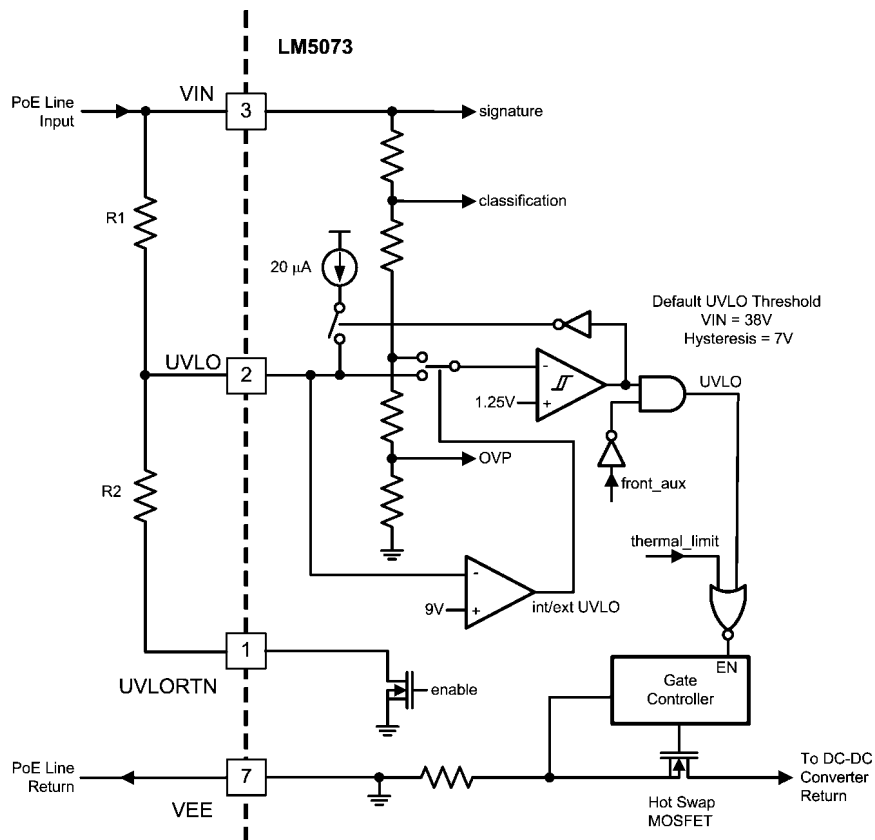 LM5073
PoE Line
Input
VIN
3
signature
classification
R1
20 µA
Default UVLO Threshold
VIN = 38V
Hysteresis = 7V
UVLO
2
-
+
1.25V
UVLO
front_aux
OVP
R2
thermal_limit
-
+
9V
int/ext UVLO
1
UVLORTN
enable
EN
Gate
Controller
PoE Line
Return
7
VEE
Hot Swap
MOSFET
To DC-DC
Converter
Return